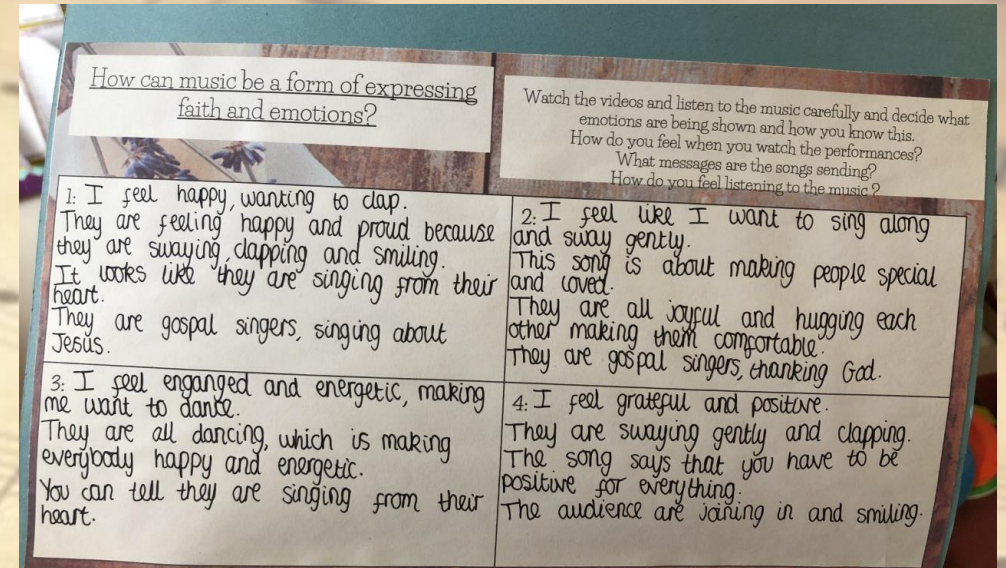 How can music be a form of expressing
faith and emotions?
Watch the videos and listen to the music carefully and decide what
emotions are being shown and how you know this.
How do you feel when you watch the performances?
What messages are the songs sending?
How do you feel listening to the music?
1: I feel happy, wanting to clap.
They are feeling happy and proud because
they are swaying, clapping and smiling.
It looks like they are singing from their
heart.
They are gospal singers, singing about
Jesus.
2: I feel like I want to sing along
and sway gently.
This song is about making people special
and loved.
They are all joyful and hugging each
other making them comfortable.
They are gospal singers, thanking God.
3: I feel enganged and energetic, making
me want to dance.
They are all dancing, which is making
everybody happy and energetic.
You can tell they are singing from their
heart.
4: I feel grateful and positive.
They are swaying gently and clapping.
The song says that you have to be
positive for everything.
The audience are joining in and smiling.